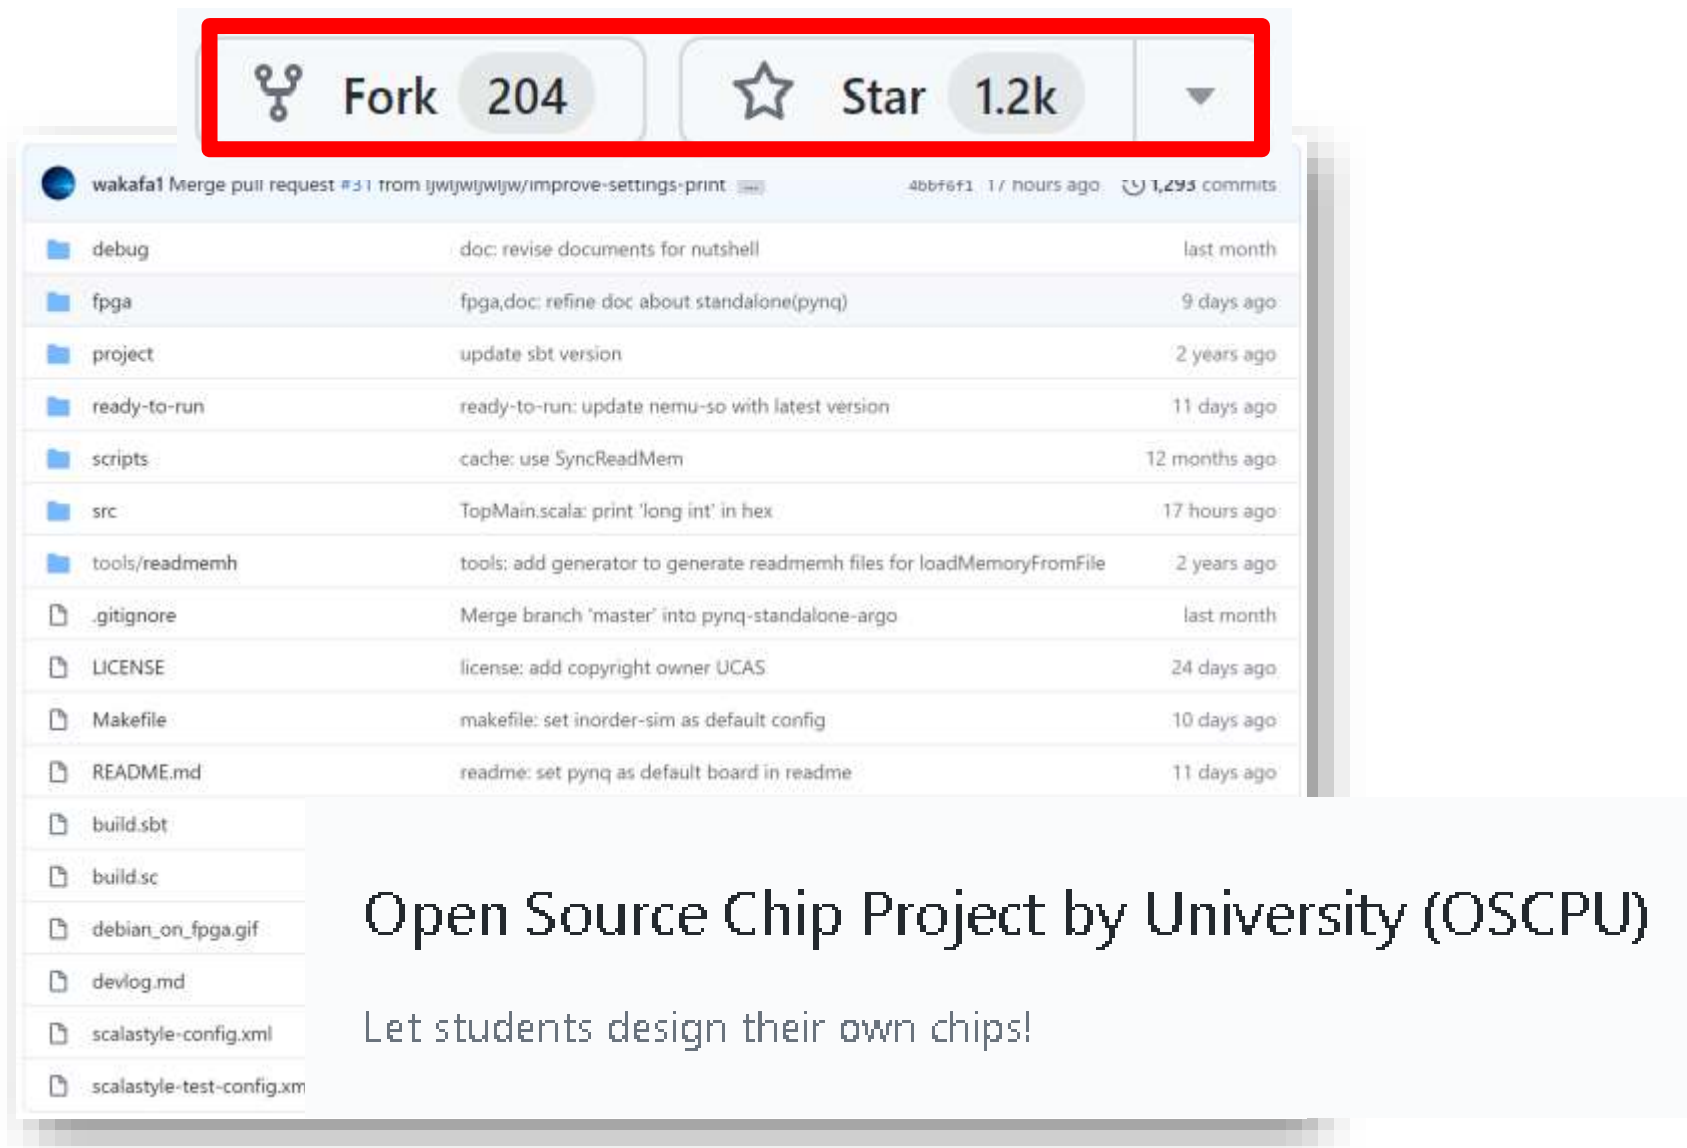 Fork 204 Star 1.2k
wakafa1 Merge pull request #31 from ljwljwljwljw/improve-settings-print ... 4bbf6f1 17 hours ago 1,293 commits
debug doc: revise documents for nutshell last month
fpga fpga,doc: refine doc about standalone(pynq) 9 days ago
project update sbt version 2 years ago
ready-to-run ready-to-run: update nemu-so with latest version 11 days ago
scripts cache: use SyncReadMem 12 months ago
src TopMain.scala: print 'long int' in hex 17 hours ago
tools/readmemh tools: add generator to generate readmemh files for loadMemoryFromFile 2 years ago
.gitignore Merge branch 'master' into pynq-standalone-argo last month
LICENSE license: add copyright owner UCAS 24 days ago
Makefile makefile: set inorder-sim as default config 10 days ago
README.md readme: set pynq as default board in readme 11 days ago
build.sbt
build.sc
debian_on_fpga.gif
Open Source Chip Project by University (OSCPU)
devlog.md
scalastyle-config.xml
Let students design their own chips!
scalastyle-test-config.xm